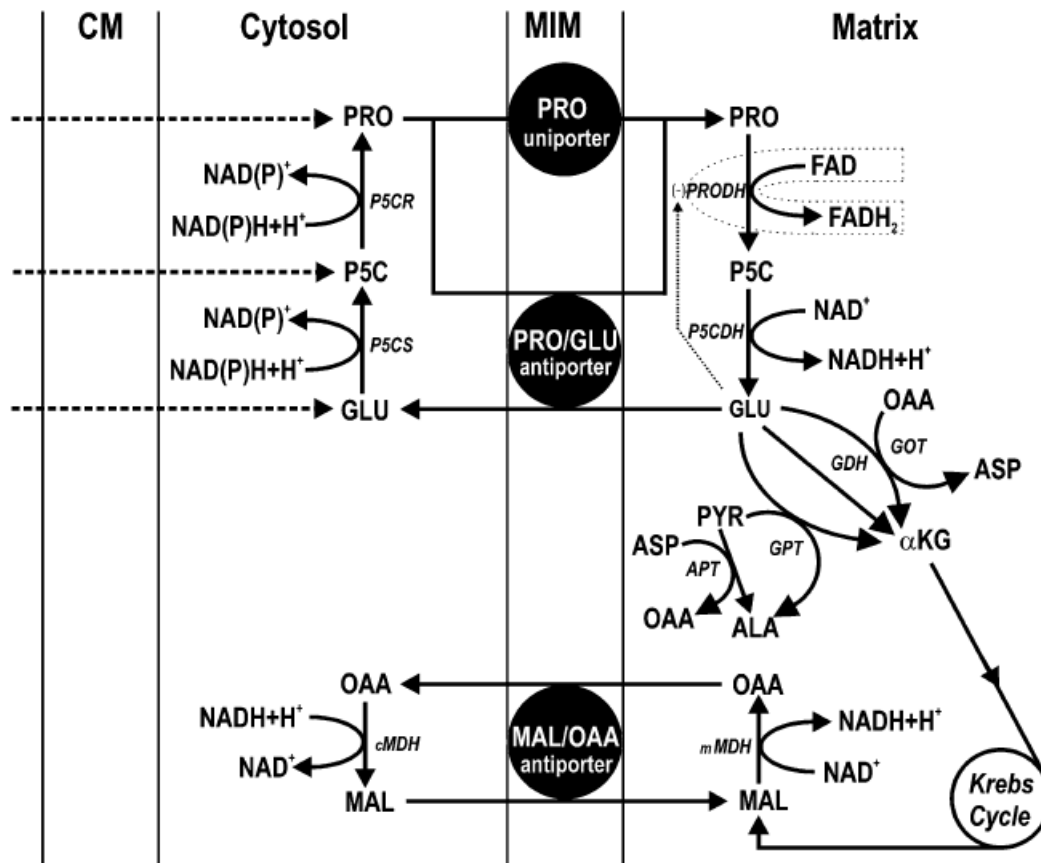 CM Cytosol MIM Matrix
PRO PRO uniporter PRO
NAD(P)⁺ FAD
P5CR (-)PRODH
NAD(P)H+H⁺ FADH₂
P5C P5C
NAD(P)⁺ NAD⁺
P5CS PRO/GLU antiporter P5CDH
NAD(P)H+H⁺ NADH+H⁺
GLU GLU OAA
GDH GOT
ASP
PYR
ASP GPT αKG
APT
OAA ALA
OAA OAA
NADH+H⁺ NADH+H⁺
cMDH MAL/OAA antiporter mMDH
NAD⁺ NAD⁺
MAL MAL Krebs
Cycle